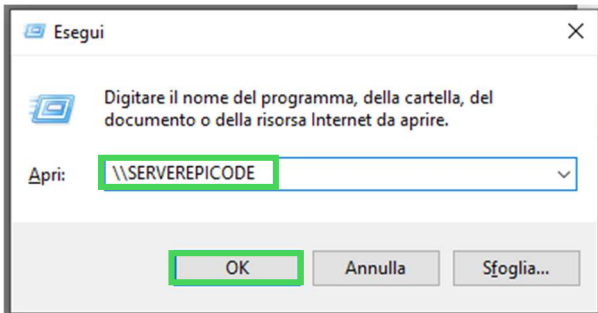 Esegui
Digitare il nome del programma, della cartella, del
documento o della risorsa Internet da aprire.
Apri: \\SERVEREPICODE
OK Annulla Sfoglia...